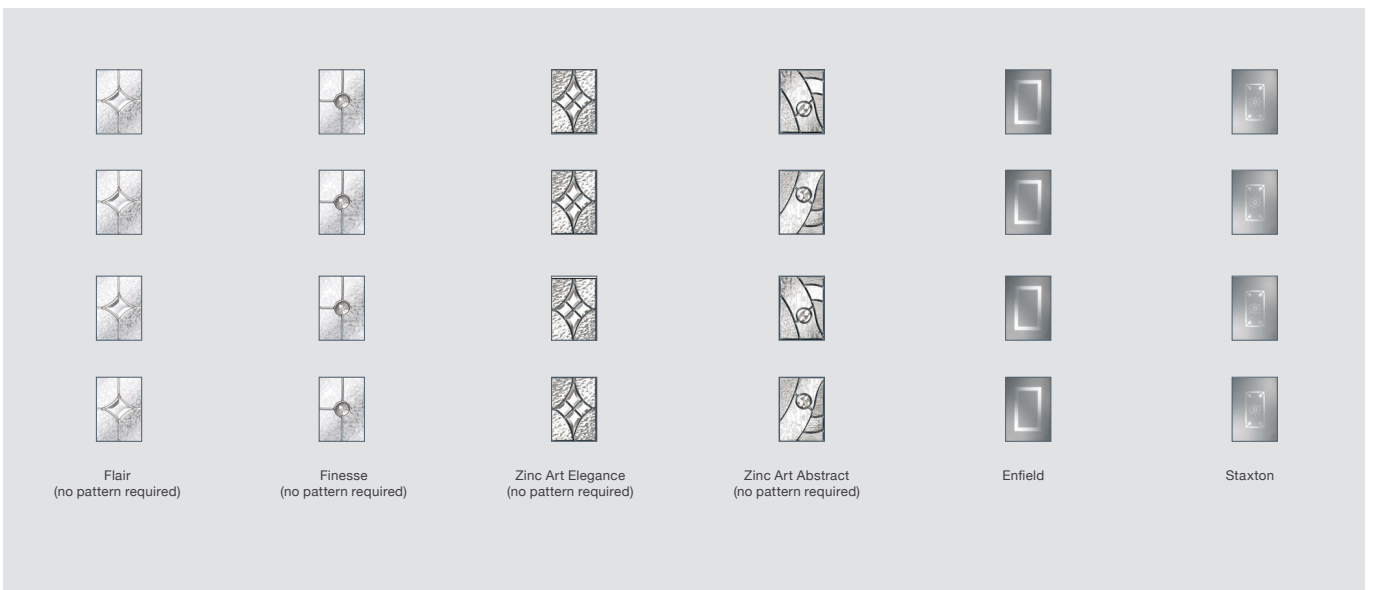 Flair
(no pattern required)
Finesse
(no pattern required)
Zinc Art Elegance
(no pattern required)
Zinc Art Abstract
(no pattern required)
Enfield
Staxton